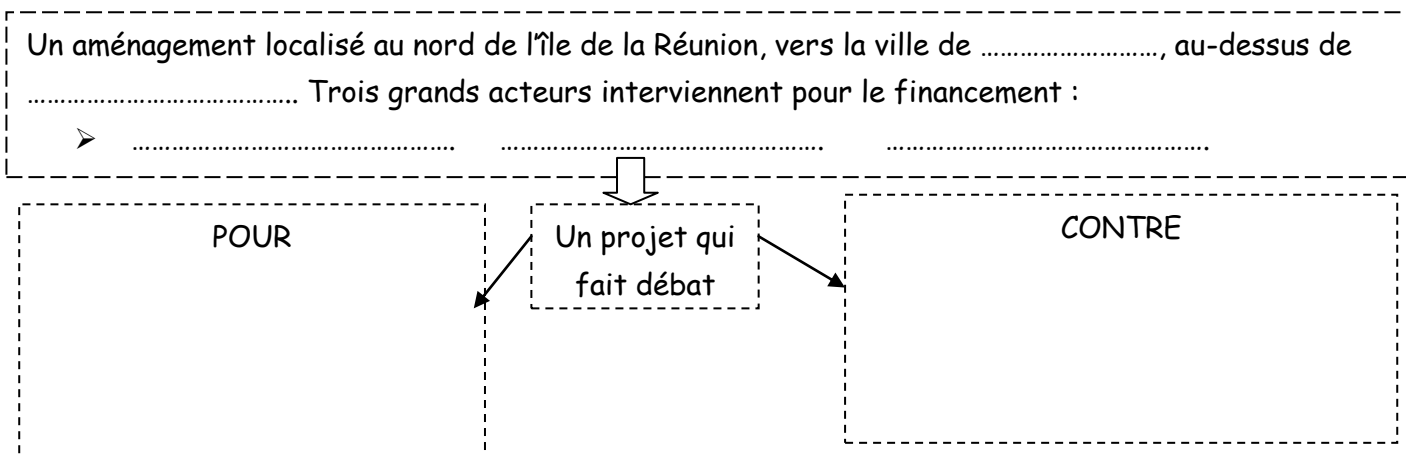 Un aménagement localisé au nord de l'île de la Réunion, vers la ville de ………………………, au-dessus de
………………………………….. Trois grands acteurs interviennent pour le financement :
➢ …………………………………………. …………………………………………. ………………………………………….
POUR
Un projet qui
fait débat
CONTRE